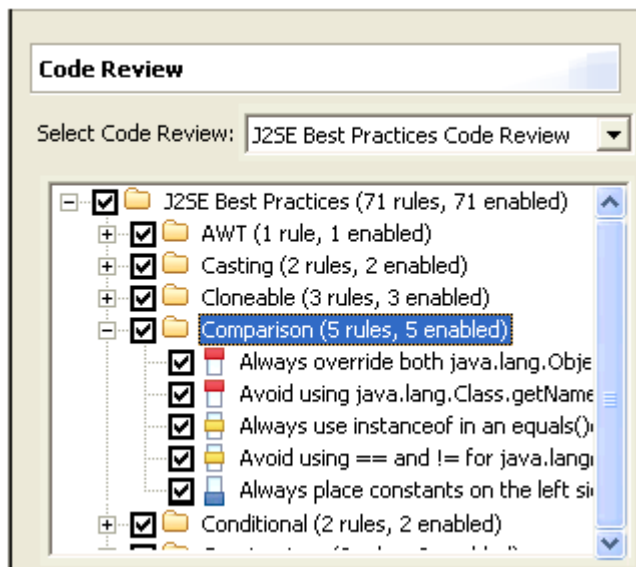 Code Review
Select Code Review: J2SE Best Practices Code Review
J2SE Best Practices (71 rules, 71 enabled)
AWT (1 rule, 1 enabled)
Casting (2 rules, 2 enabled)
Cloneable (3 rules, 3 enabled)
Comparison (5 rules, 5 enabled)
Always override both java.lang.Obje
Avoid using java.lang.Class.getName
Always use instanceof in an equals()
Avoid using == and != for java.lang
Always place constants on the left si
Conditional (2 rules, 2 enabled)